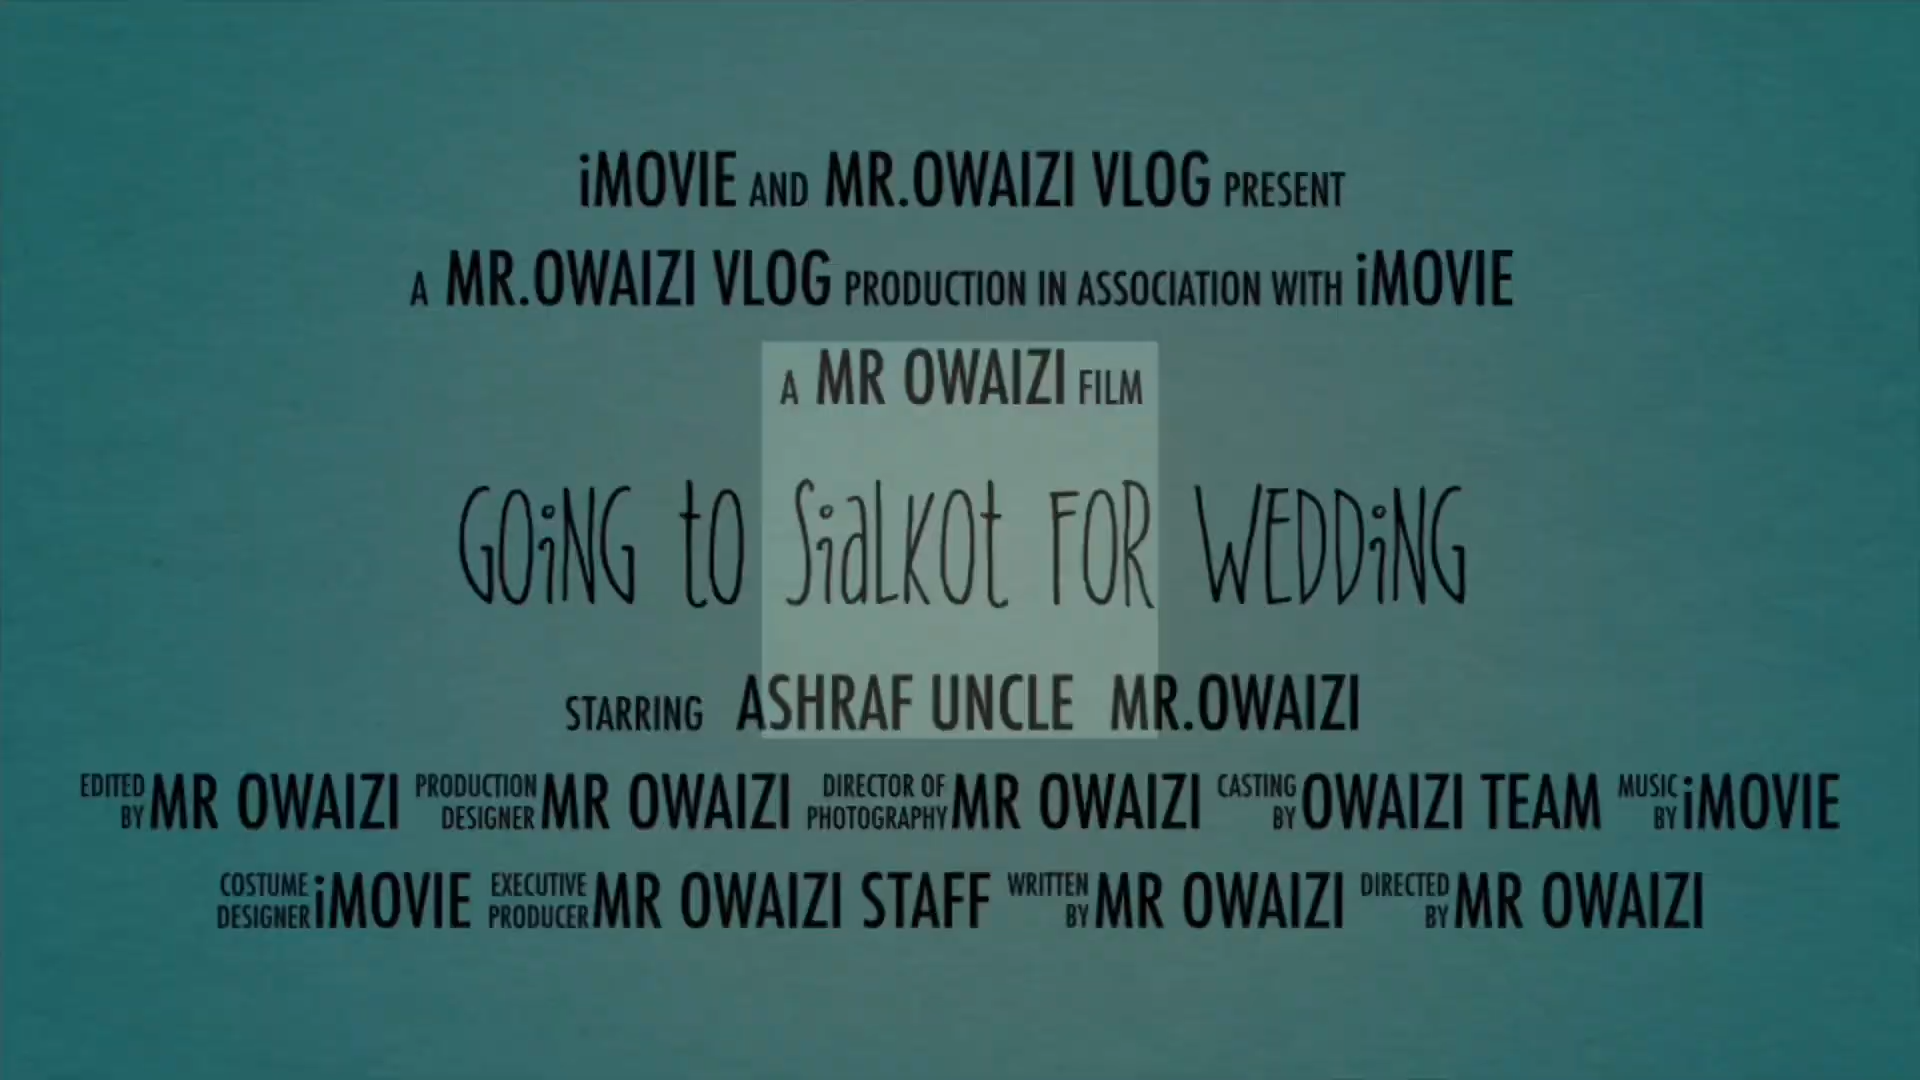 iMOVIE AND MR.OWAIZI VLOG PRESENT
A MR.OWAIZI VLOG PRODUCTION IN ASSOCIATION WITH iMOVIE
A MR OWAIZI FILM
GOiNG tO SiaLKOt FOR WEDDiNG
STARRING ASHRAF UNCLE MR.OWAIZI
EDITED BY MR OWAIZI PRODUCTION DESIGNER MR OWAIZI DIRECTOR OF PHOTOGRAPHY MR OWAIZI CASTING BY OWAIZI TEAM MUSIC BY iMOVIE
COSTUME DESIGNER iMOVIE EXECUTIVE PRODUCER MR OWAIZI STAFF WRITTEN BY MR OWAIZI DIRECTED BY MR OWAIZI